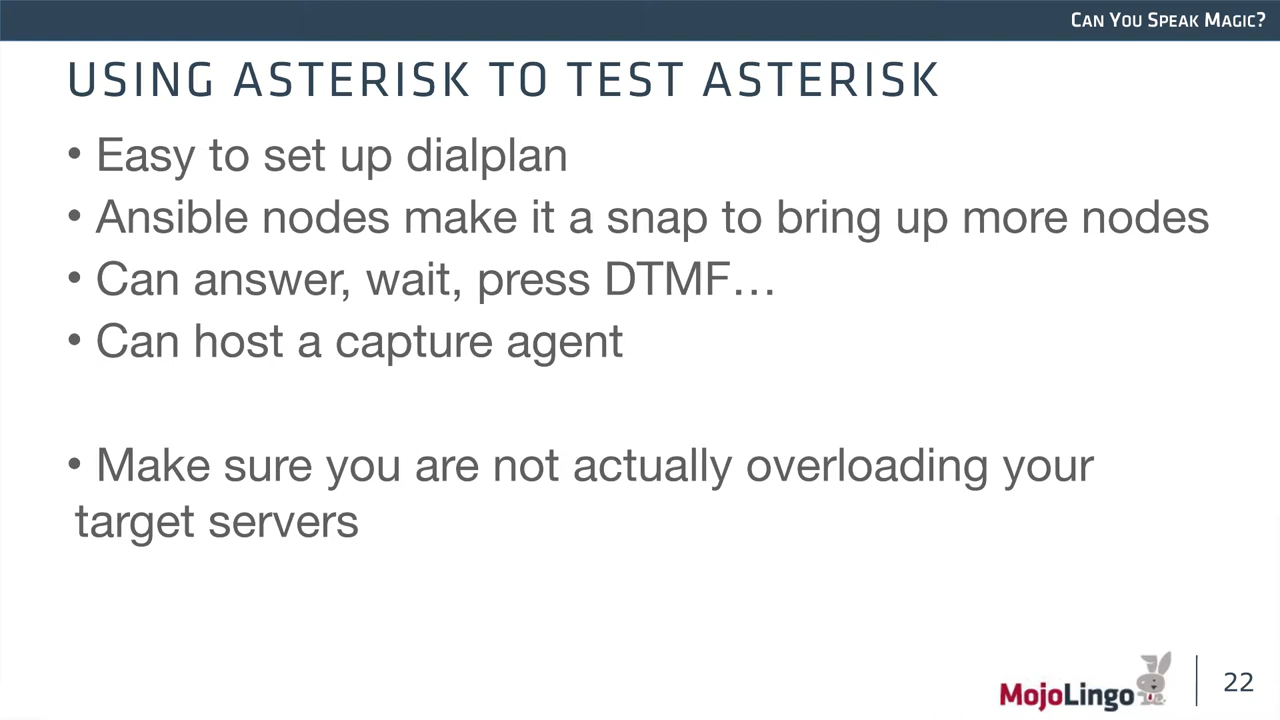 CAN YOU SPEAK MAGIC?
USING ASTERISK TO TEST ASTERISK
• Easy to set up dialplan
• Ansible nodes make it a snap to bring up more nodes
• Can answer, wait, press DTMF…
• Can host a capture agent
• Make sure you are not actually overloading your
target servers
MojoLingo
22